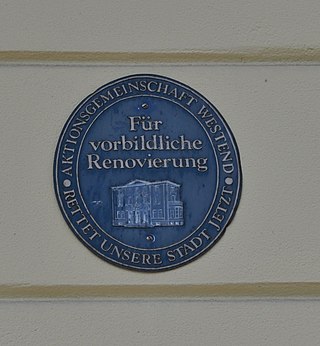 AKTIONSGEMEINSCHAFT WESTEND
Für
vorbildliche
Renovierung
RETTET UNSERE STADT JETZT